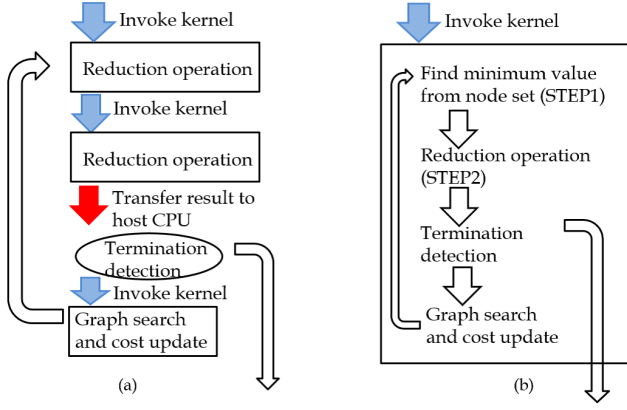 Invoke kernel
Reduction operation
Invoke kernel
Reduction operation
Transfer result to
host CPU
Termination
detection
Invoke kernel
Graph search
and cost update
(a)
Invoke kernel
Find minimum value
from node set (STEP1)
Reduction operation
(STEP2)
Termination
detection
Graph search
and cost update
(b)